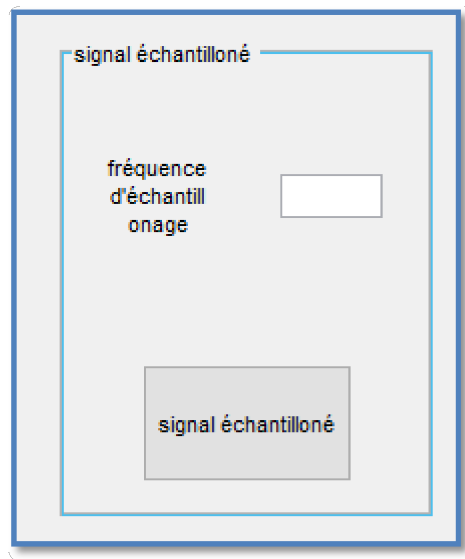 signal échantilloné
fréquence
d'échantill
onage
signal échantilloné